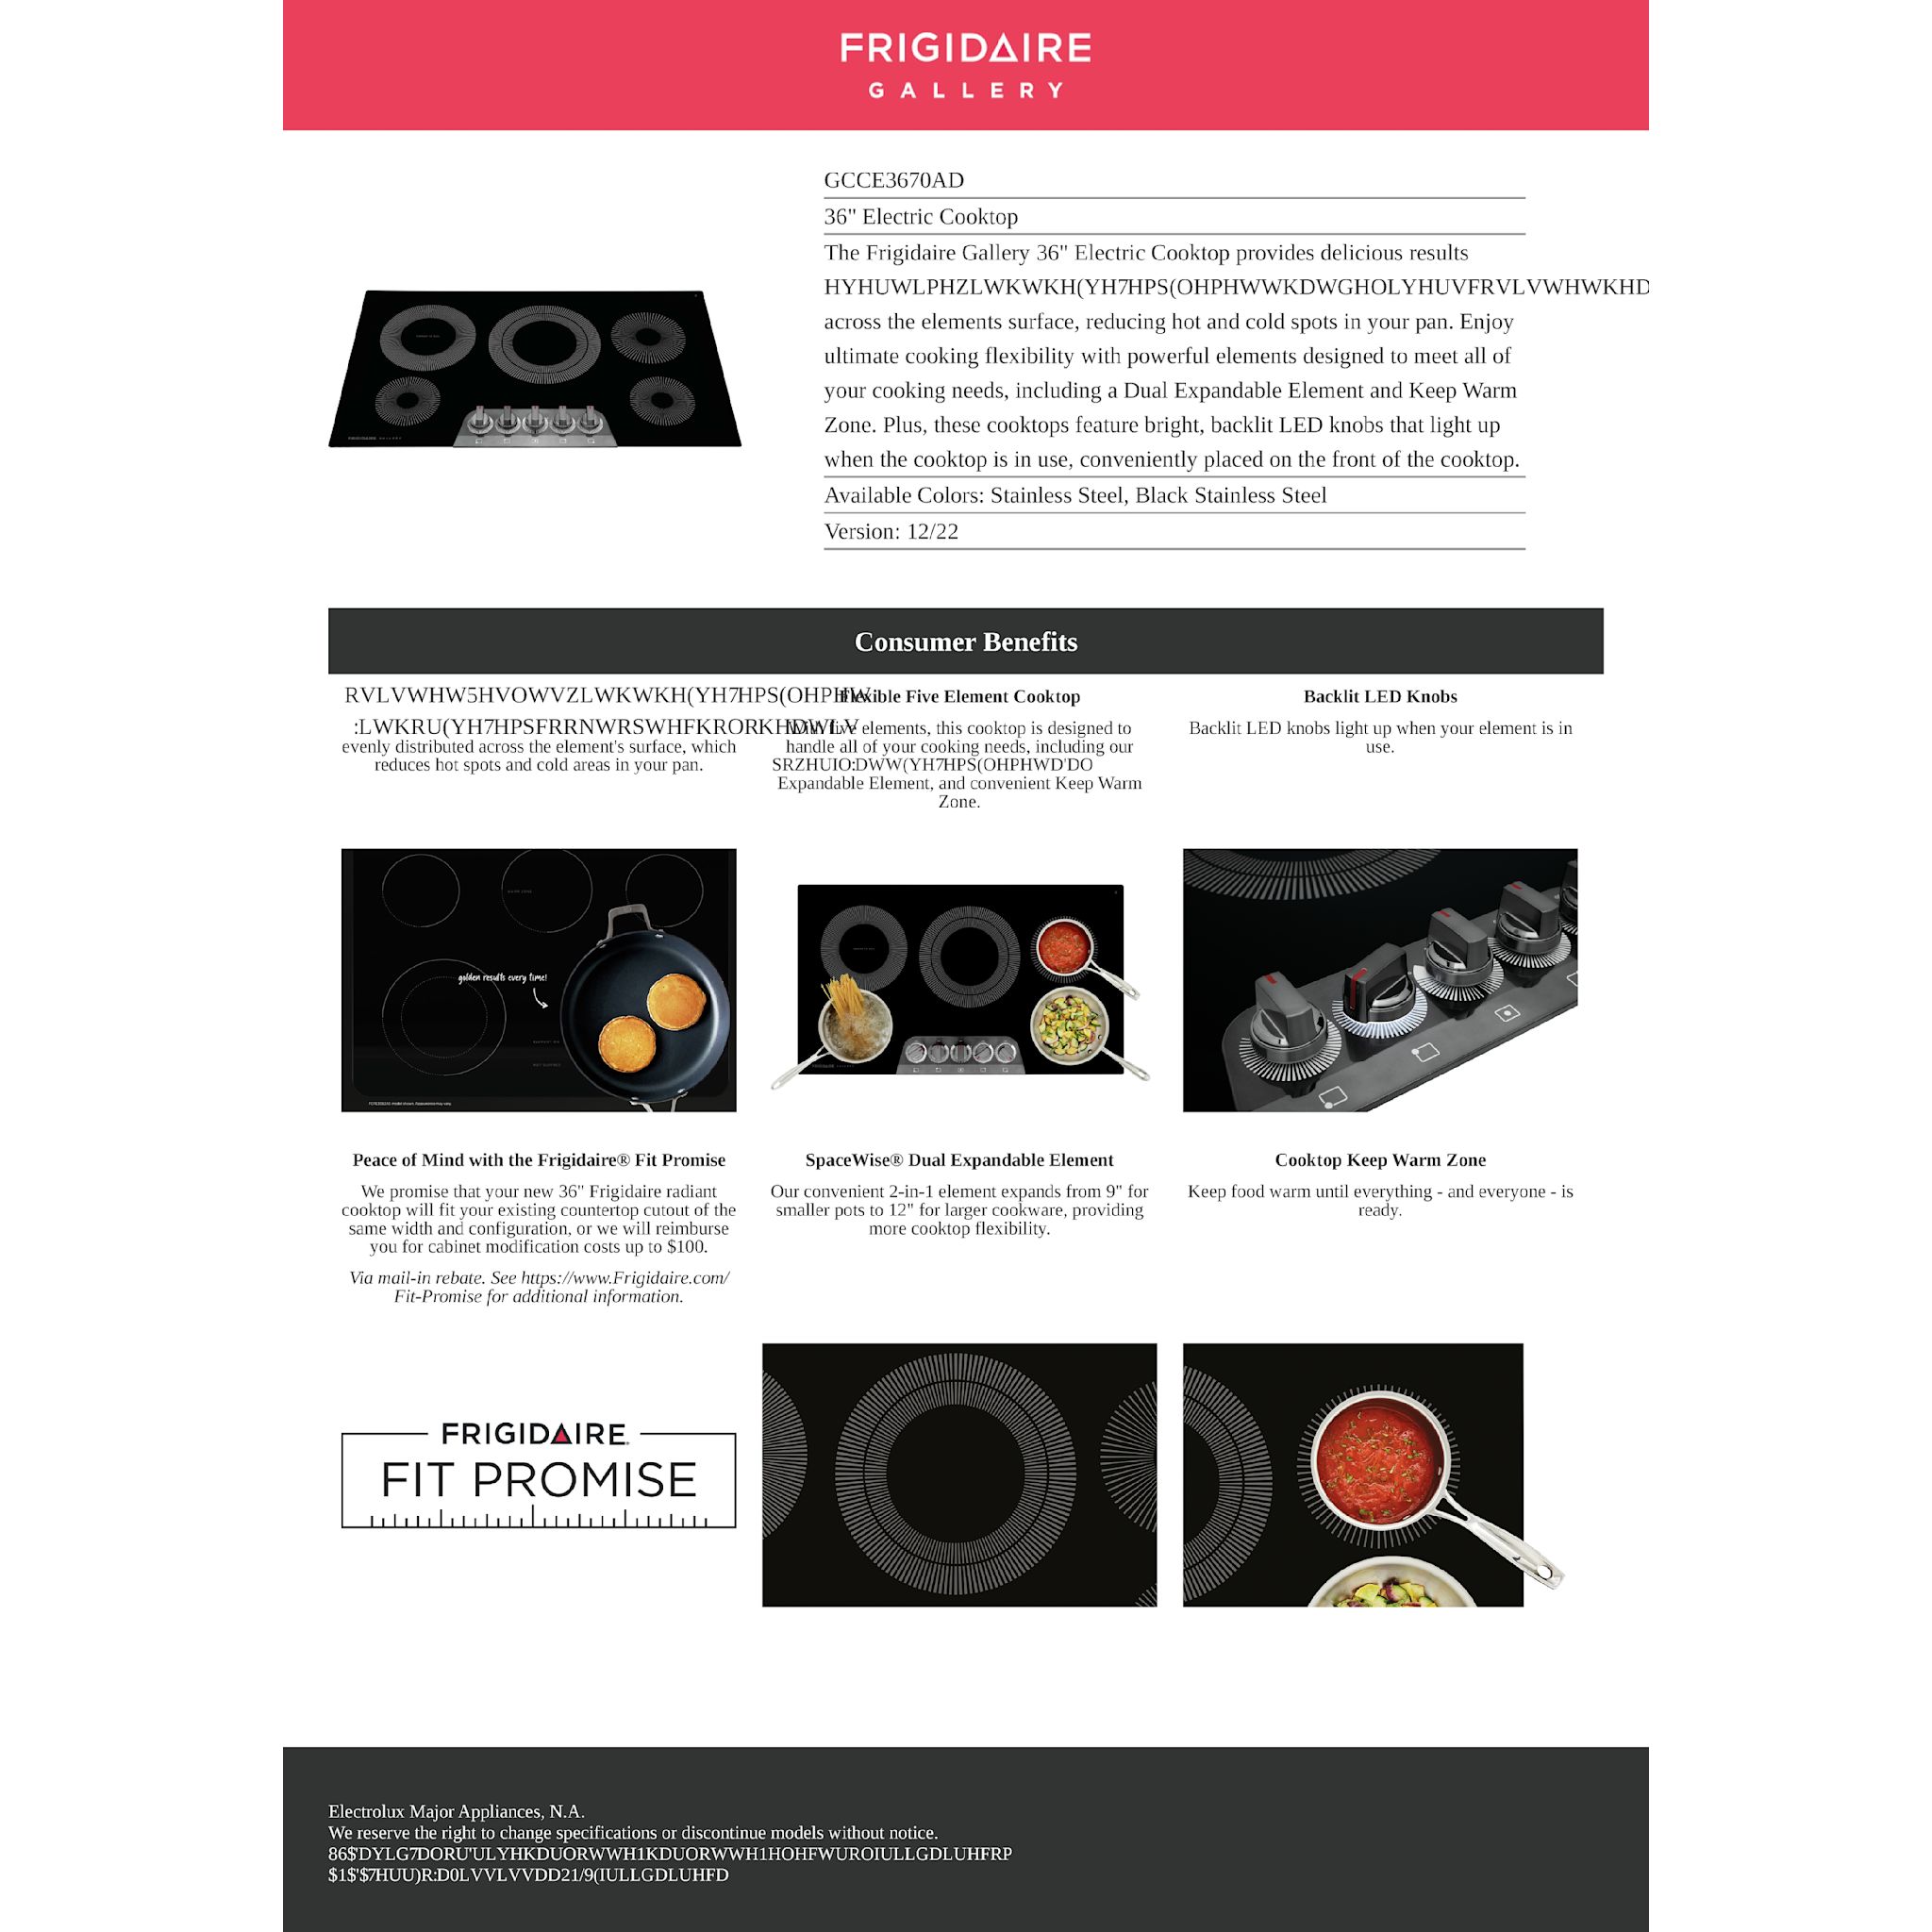 FRIGIDAIRE
GALLERY
GCCE3670AD
36" Electric Cooktop
The Frigidaire Gallery 36" Electric Cooktop provides delicious results
HYHUWLPHZLWKWKH(YH7HPS(OHPHWWKDWGHOLYHUVFRVLVWHWKHD
across the elements surface, reducing hot and cold spots in your pan. Enjoy
ultimate cooking flexibility with powerful elements designed to meet all of
your cooking needs, including a Dual Expandable Element and Keep Warm
Zone. Plus, these cooktops feature bright, backlit LED knobs that light up
when the cooktop is in use, conveniently placed on the front of the cooktop.
Available Colors: Stainless Steel, Black Stainless Steel
Version: 12/22
Consumer Benefits
RVLVWHW5HVOWVZLWKWKH(YH7HPS(OHPHW
:LWKRU(YH7HPSFRRNWRSWHFKRORKHDWLV
evenly distributed across the element's surface, which
reduces hot spots and cold areas in your pan.
Flexible Five Element Cooktop
With five elements, this cooktop is designed to
handle all of your cooking needs, including our
SRZHUIO:DWW(YH7HPS(OHPHWD'DO
Expandable Element, and convenient Keep Warm
Zone.
Backlit LED Knobs
Backlit LED knobs light up when your element is in
use.
golden results every time!
Peace of Mind with the Frigidaire® Fit Promise
We promise that your new 36" Frigidaire radiant
cooktop will fit your existing countertop cutout of the
same width and configuration, or we will reimburse
you for cabinet modification costs up to $100.
Via mail-in rebate. See https://www.Frigidaire.com/
Fit-Promise for additional information.
SpaceWise® Dual Expandable Element
Our convenient 2-in-1 element expands from 9" for
smaller pots to 12" for larger cookware, providing
more cooktop flexibility.
Cooktop Keep Warm Zone
Keep food warm until everything - and everyone - is
ready.
FRIGIDAIRE
FIT PROMISE
Electrolux Major Appliances, N.A.
We reserve the right to change specifications or discontinue models without notice.
86$'DYLG7DORU'ULYHKDUORWWH1KDUORWWH1HOHFWUROIULLGDLUHFRP
$1$'$7HUU)R:D0LVVLVVDD21/9(IULLGDLUHFD